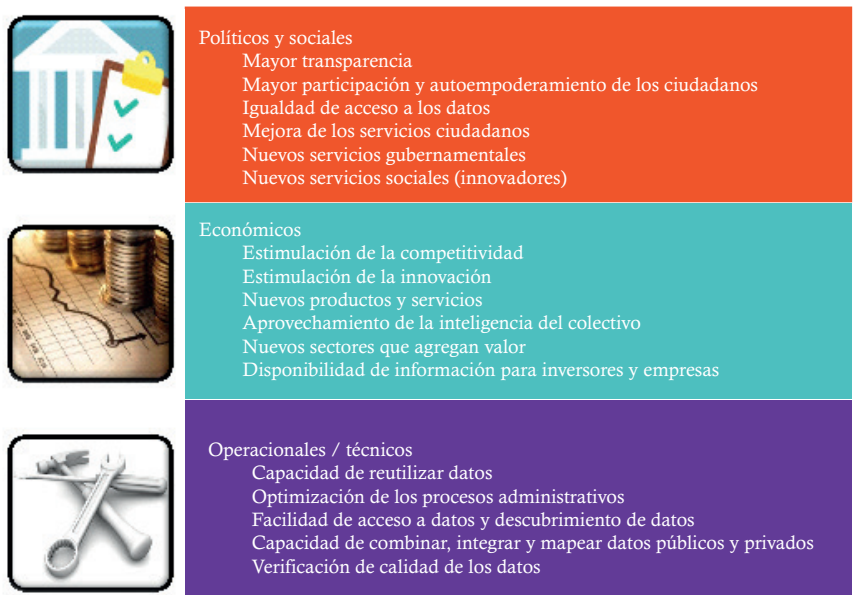 Políticos y sociales
Mayor transparencia
Mayor participación y autoempoderamiento de los ciudadanos
Igualdad de acceso a los datos
Mejora de los servicios ciudadanos
Nuevos servicios gubernamentales
Nuevos servicios sociales (innovadores)
Económicos
Estimulación de la competitividad
Estimulación de la innovación
Nuevos productos y servicios
Aprovechamiento de la inteligencia del colectivo
Nuevos sectores que agregan valor
Disponibilidad de información para inversores y empresas
Operacionales / técnicos
Capacidad de reutilizar datos
Optimización de los procesos administrativos
Facilidad de acceso a datos y descubrimiento de datos
Capacidad de combinar, integrar y mapear datos públicos y privados
Verificación de calidad de los datos